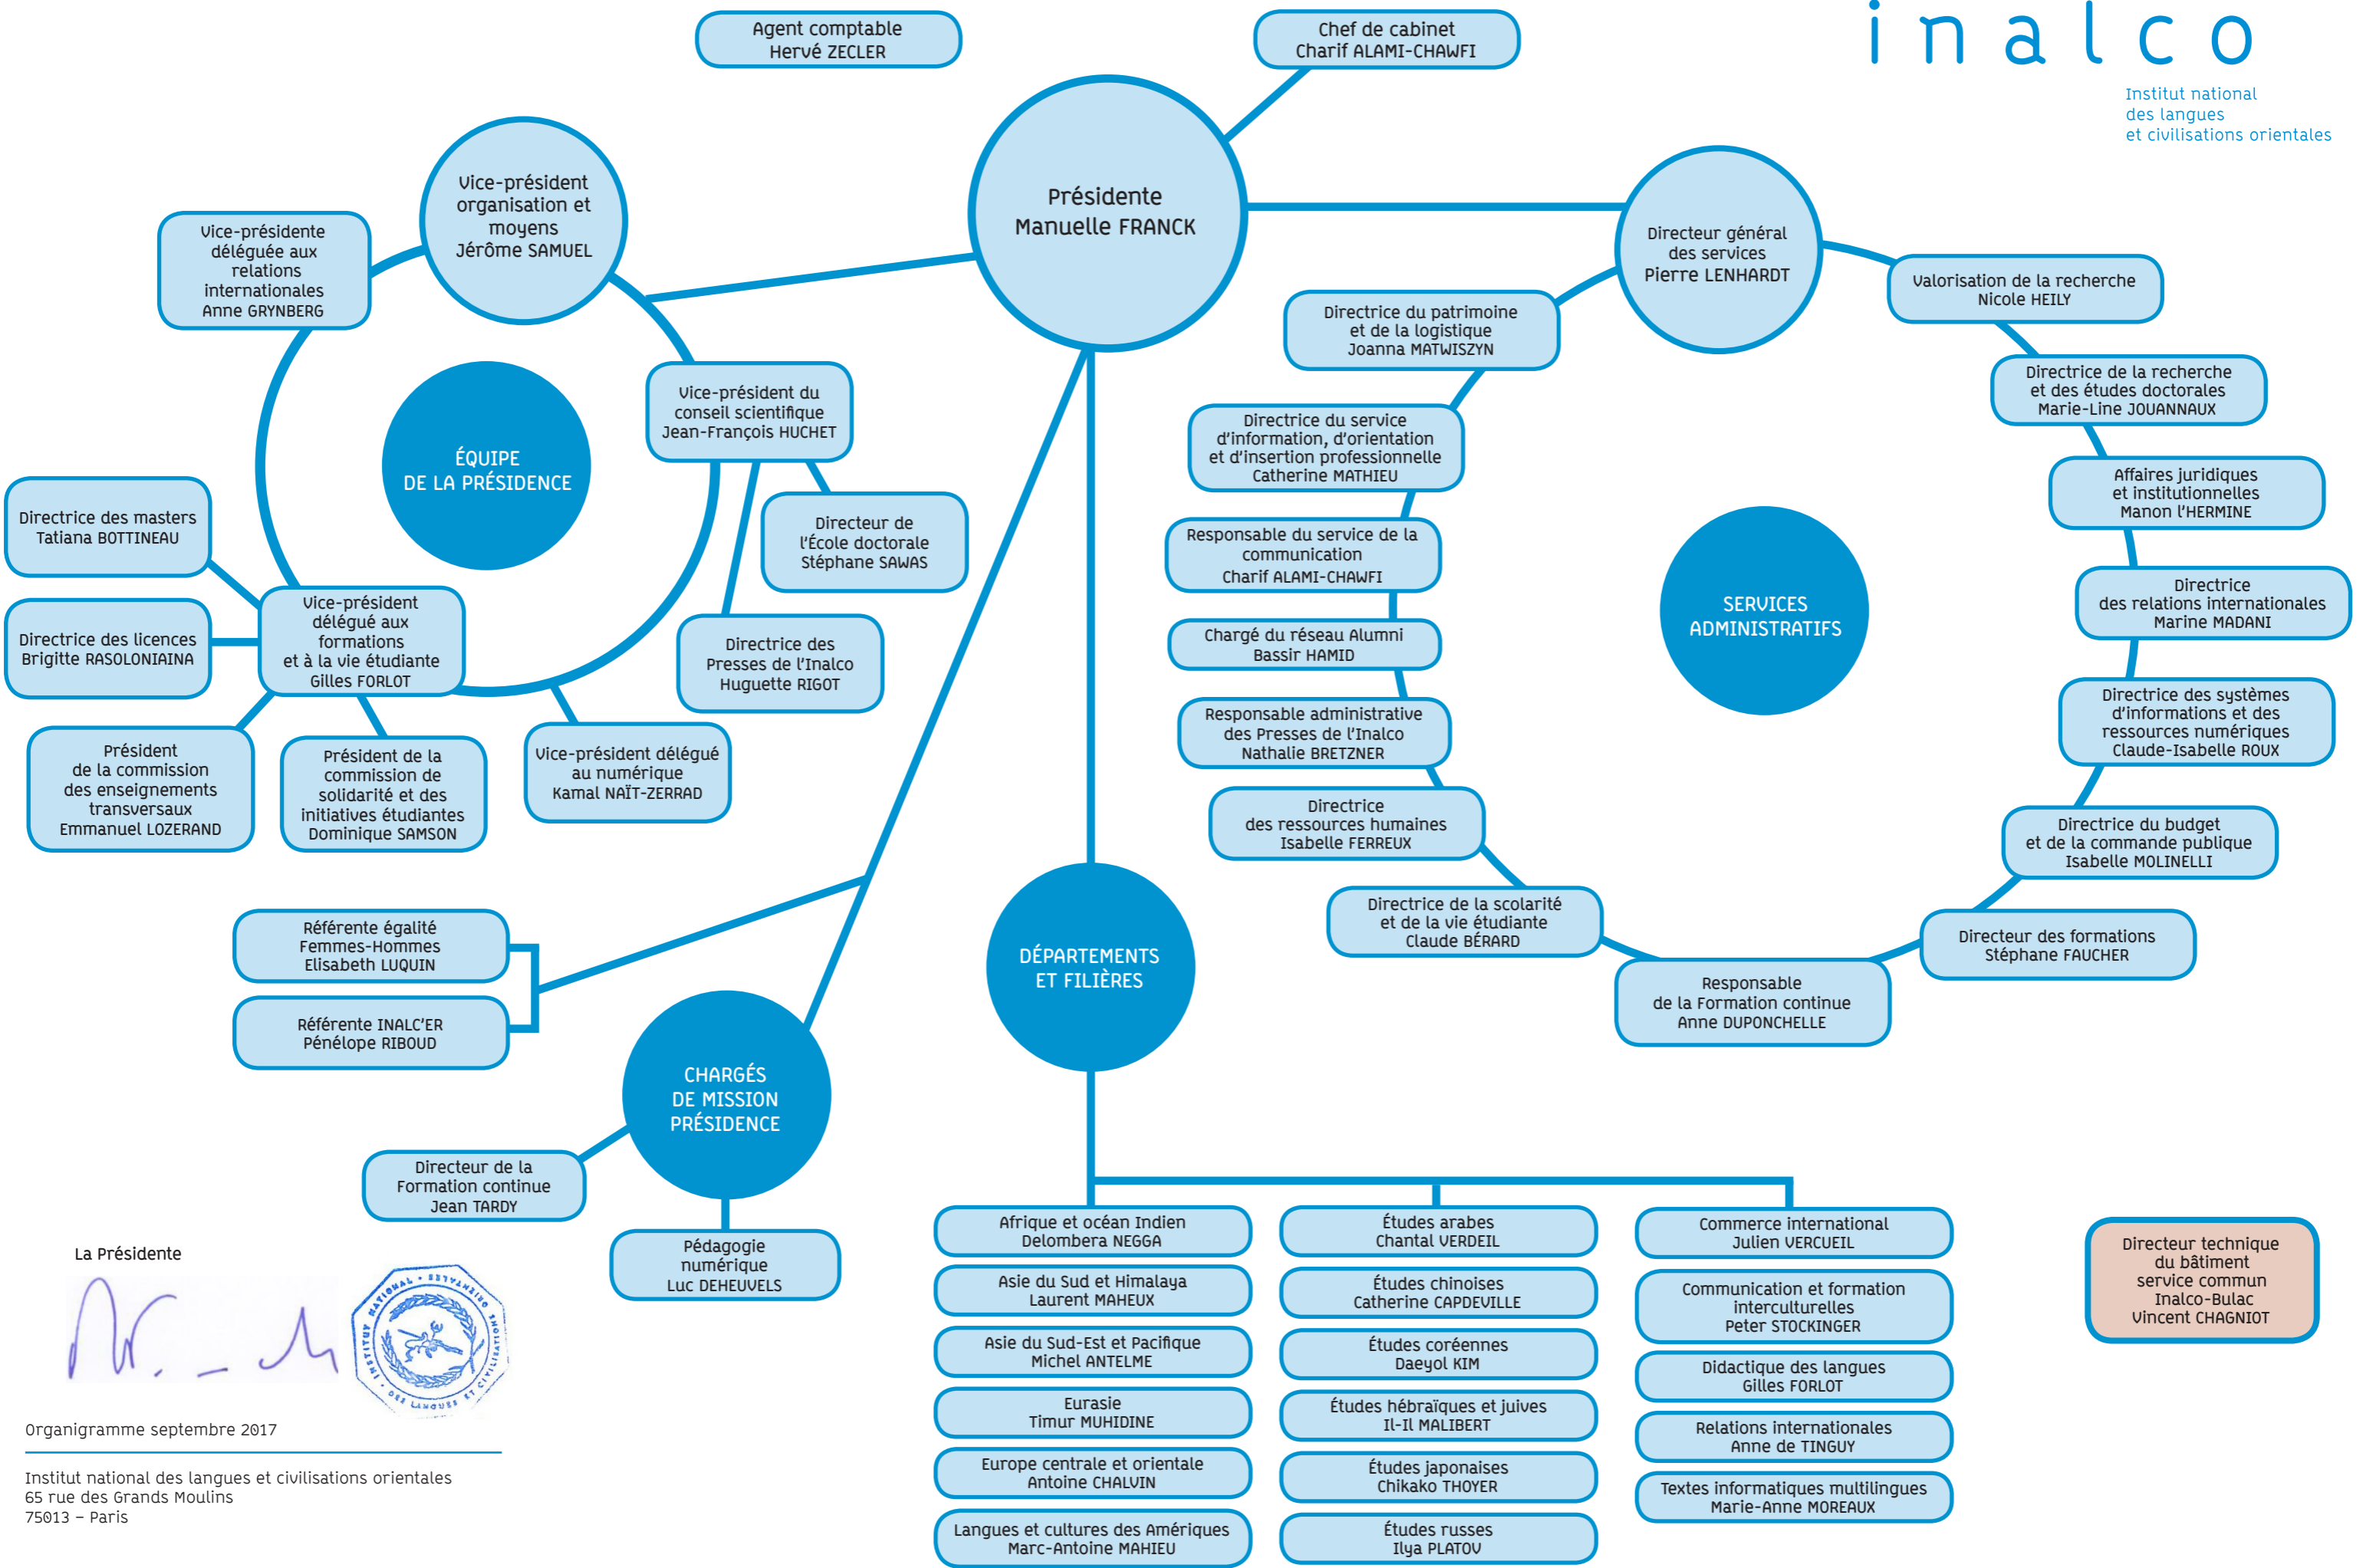 Agent comptable
Hervé ZECLER
Chef de cabinet
Charif ALAMI-CHAWFI
inalco
Institut national
des langues
et civilisations orientales
Présidente
Manuelle FRANCK
Vice-président
organisation et
moyens
Jérôme SAMUEL
Vice-présidente
déléguée aux
relations
internationales
Anne GRYNBERG
ÉQUIPE
DE LA PRÉSIDENCE
Vice-président du
conseil scientifique
Jean-François HUCHET
Directeur de
l'École doctorale
Stéphane SAWAS
Directrice des
Presses de l'Inalco
Huguette RIGOT
Directrice des masters
Tatiana BOTTINEAU
Directrice des licences
Brigitte RASOLONIAINA
Vice-président
délégué aux
formations
et à la vie étudiante
Gilles FORLOT
Président
de la commission
des enseignements
transversaux
Emmanuel LOZERAND
Président de la
commission de
solidarité et des
initiatives étudiantes
Dominique SAMSON
Vice-président délégué
au numérique
Kamal NAÏT-ZERRAD
Directeur général
des services
Pierre LENHARDT
Directrice du patrimoine
et de la logistique
Joanna MATWISZYN
Directrice du service
d'information, d'orientation
et d'insertion professionnelle
Catherine MATHIEU
Responsable du service de la
communication
Charif ALAMI-CHAWFI
Chargé du réseau Alumni
Bassir HAMID
Responsable administrative
des Presses de l'Inalco
Nathalie BRETZNER
Directrice
des ressources humaines
Isabelle FERREUX
Directrice de la scolarité
et de la vie étudiante
Claude BÉRARD
SERVICES
ADMINISTRATIFS
Valorisation de la recherche
Nicole HEILY
Directrice de la recherche
et des études doctorales
Marie-Line JOUANNAUX
Affaires juridiques
et institutionnelles
Manon l'HERMINE
Directrice
des relations internationales
Marine MADANI
Directrice des systèmes
d'informations et des
ressources numériques
Claude-Isabelle ROUX
Directrice du budget
et de la commande publique
Isabelle MOLINELLI
Directeur des formations
Stéphane FAUCHER
Responsable
de la Formation continue
Anne DUPONCHELLE
Référente égalité
Femmes-Hommes
Elisabeth LUQUIN
Référente INALC'ER
Pénélope RIBOUD
CHARGÉS
DE MISSION
PRÉSIDENCE
Directeur de la
Formation continue
Jean TARDY
Pédagogie
numérique
Luc DEHEUVELS
DÉPARTEMENTS
ET FILIÈRES
Afrique et océan Indien
Delombera NEGGA
Asie du Sud et Himalaya
Laurent MAHEUX
Asie du Sud-Est et Pacifique
Michel ANTELME
Eurasie
Timur MUHIDINE
Europe centrale et orientale
Antoine CHALVIN
Langues et cultures des Amériques
Marc-Antoine MAHIEU
Études arabes
Chantal VERDEIL
Études chinoises
Catherine CAPDEVILLE
Études coréennes
Daeyol KIM
Études hébraïques et juives
Il-Il MALIBERT
Études japonaises
Chikako THOYER
Études russes
Ilya PLATOV
Commerce international
Julien VERCUEIL
Communication et formation
interculturelles
Peter STOCKINGER
Didactique des langues
Gilles FORLOT
Relations internationales
Anne de TINGUY
Textes informatiques multilingues
Marie-Anne MOREAUX
Directeur technique
du bâtiment
service commun
Inalco-Bulac
Vincent CHAGNIOT
La Présidente
INSTITUT NATIONAL DES LANGUES ET CIVILISATIONS ORIENTALES
Organigramme septembre 2017
Institut national des langues et civilisations orientales
65 rue des Grands Moulins
75013 – Paris